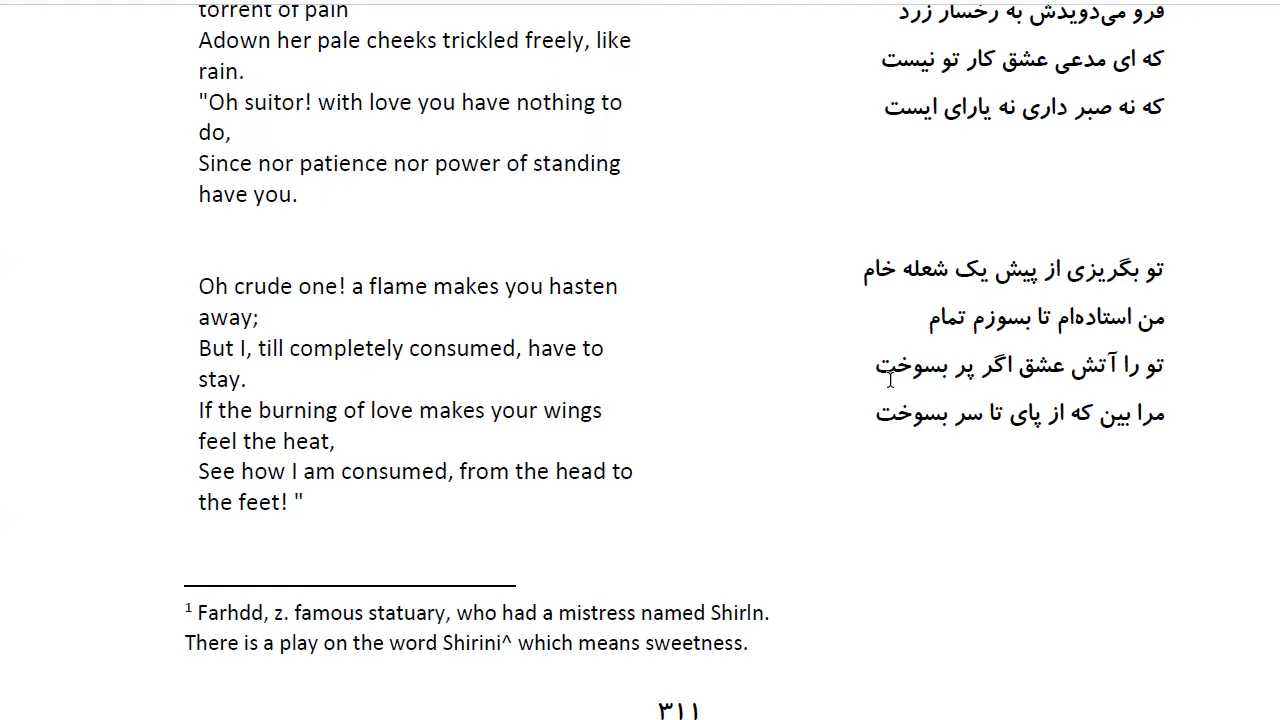 torrent of pain
Adown her pale cheeks trickled freely, like
rain.
"Oh suitor! with love you have nothing to
do,
Since nor patience nor power of standing
have you.
Oh crude one! a flame makes you hasten
away;
But I, till completely consumed, have to
stay.
If the burning of love makes your wings
feel the heat,
See how I am consumed, from the head to
the feet! "
فرو می‌دویدش به رخسار زرد
که ای مدعی عشق کار تو نیست
که نه صبر داری نه یارای ایست
تو بگریزی از پیش یک شعله خام
من استاده‌ام تا بسوزم تمام
تو را آتش عشق اگر پر بسوخت
مرا بین که از پای تا سر بسوخت
1 Farhdd, z. famous statuary, who had a mistress named Shirln.
There is a play on the word Shirini^ which means sweetness.
۳۱۱